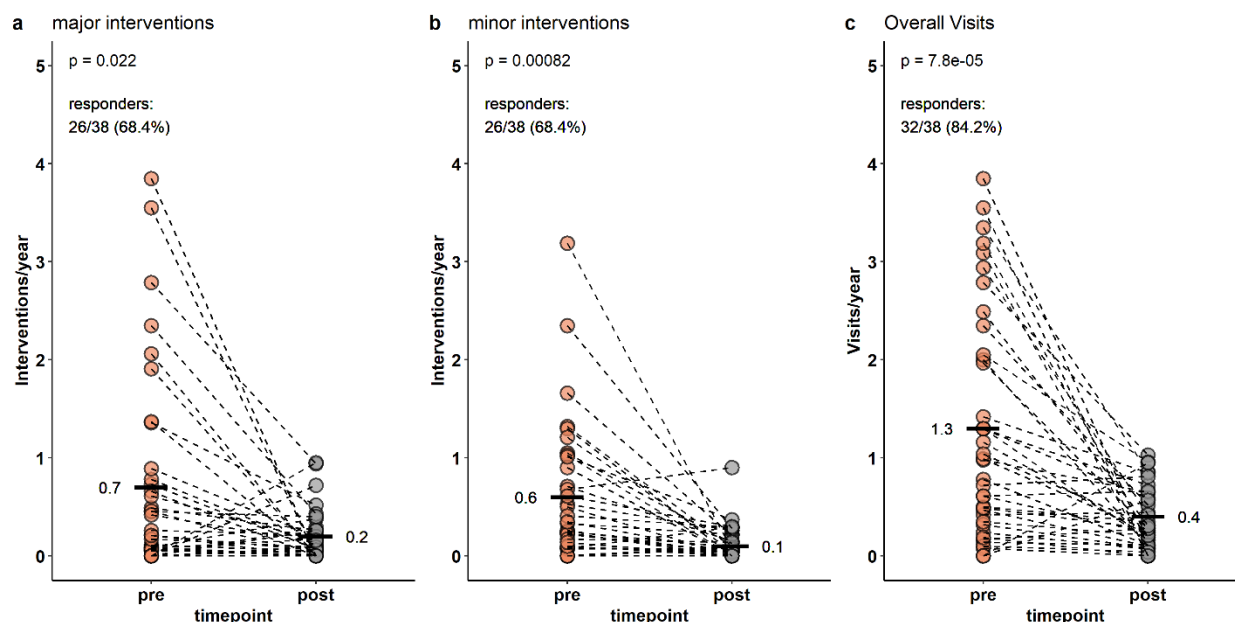 a major interventions
p = 0.022
responders:
26/38 (68.4%)
Interventions/year
5
4
3
2
1
0
0.7
0.2
pre post
timepoint
b minor interventions
p = 0.00082
responders:
26/38 (68.4%)
Interventions/year
5
4
3
2
1
0
0.6
0.1
pre post
timepoint
c Overall Visits
p = 7.8e-05
responders:
32/38 (84.2%)
Visits/year
5
4
3
2
1
0
1.3
0.4
pre post
timepoint